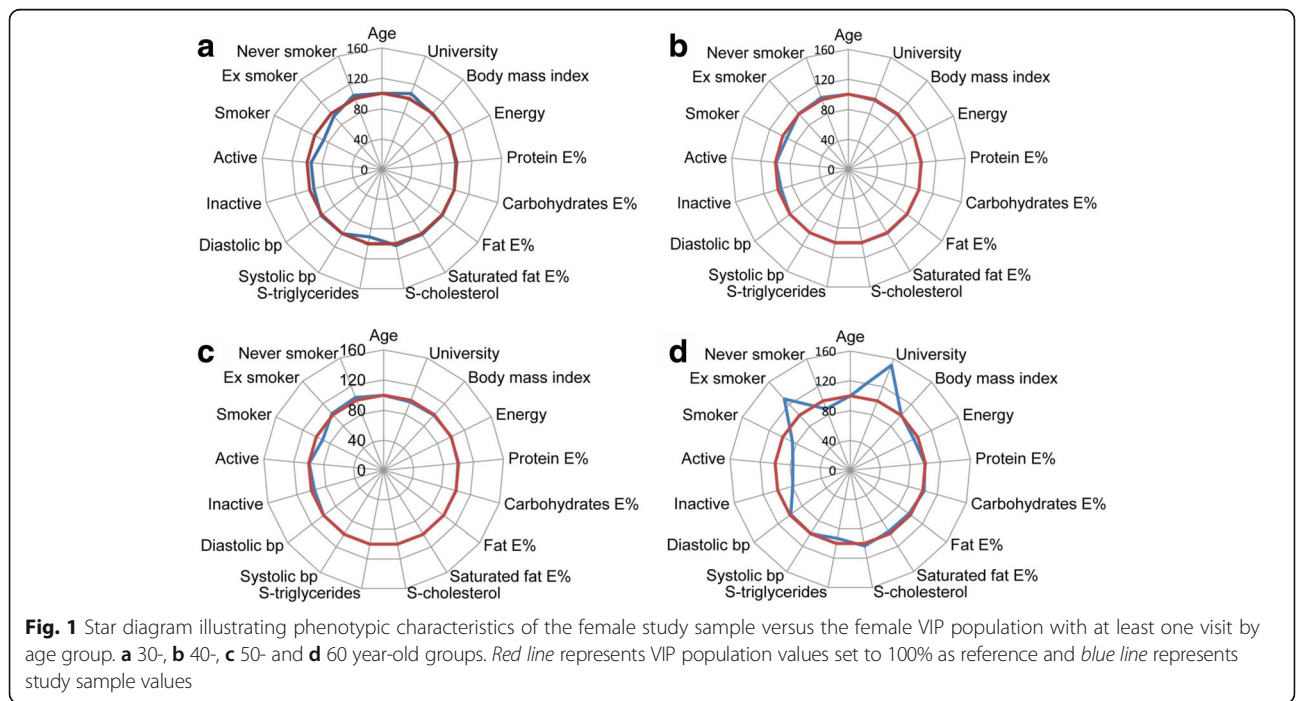 a
Age
University
Body mass index
Energy
Protein E%
Carbohydrates E%
Fat E%
Saturated fat E%
S-cholesterol
S-triglycerides
Systolic bp
Diastolic bp
Inactive
Active
Smoker
Ex smoker
Never smoker
160
120
80
40
0
b
Age
University
Body mass index
Energy
Protein E%
Carbohydrates E%
Fat E%
Saturated fat E%
S-cholesterol
S-triglycerides
Systolic bp
Diastolic bp
Inactive
Active
Smoker
Ex smoker
Never smoker
160
120
80
40
0
c
Age
University
Body mass index
Energy
Protein E%
Carbohydrates E%
Fat E%
Saturated fat E%
S-cholesterol
S-triglycerides
Systolic bp
Diastolic bp
Inactive
Active
Smoker
Ex smoker
Never smoker
160
120
80
40
0
d
Age
University
Body mass index
Energy
Protein E%
Carbohydrates E%
Fat E%
Saturated fat E%
S-cholesterol
S-triglycerides
Systolic bp
Diastolic bp
Inactive
Active
Smoker
Ex smoker
Never smoker
160
120
80
40
0
Fig. 1 Star diagram illustrating phenotypic characteristics of the female study sample versus the female VIP population with at least one visit by
age group. a 30-, b 40-, c 50- and d 60 year-old groups. Red line represents VIP population values set to 100% as reference and blue line represents
study sample values